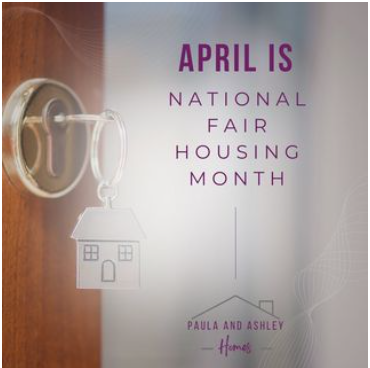 APRIL IS
NATIONAL
FAIR
HOUSING
MONTH
PAULA AND ASHLEY
Homes